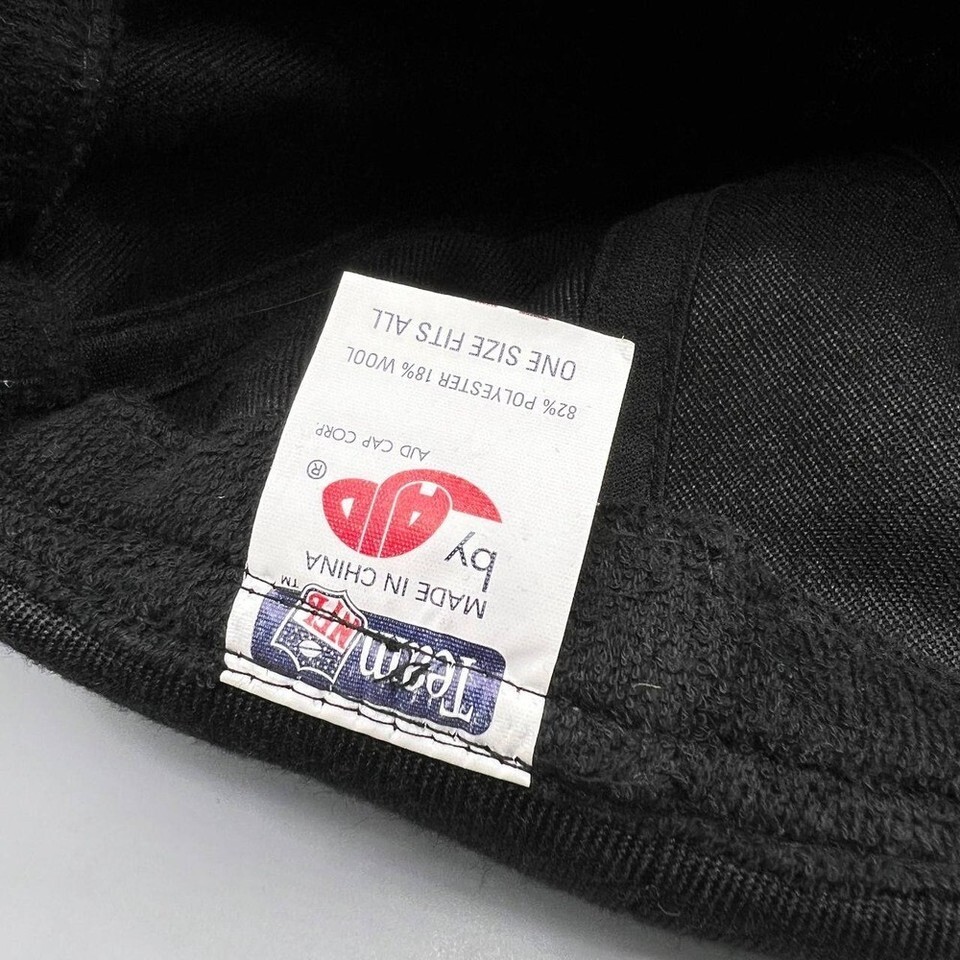 Team NFL ™
MADE IN CHINA
by AJD ®
AJD CAP CORP.
82% POLYESTER 18% WOOL
ONE SIZE FITS ALL